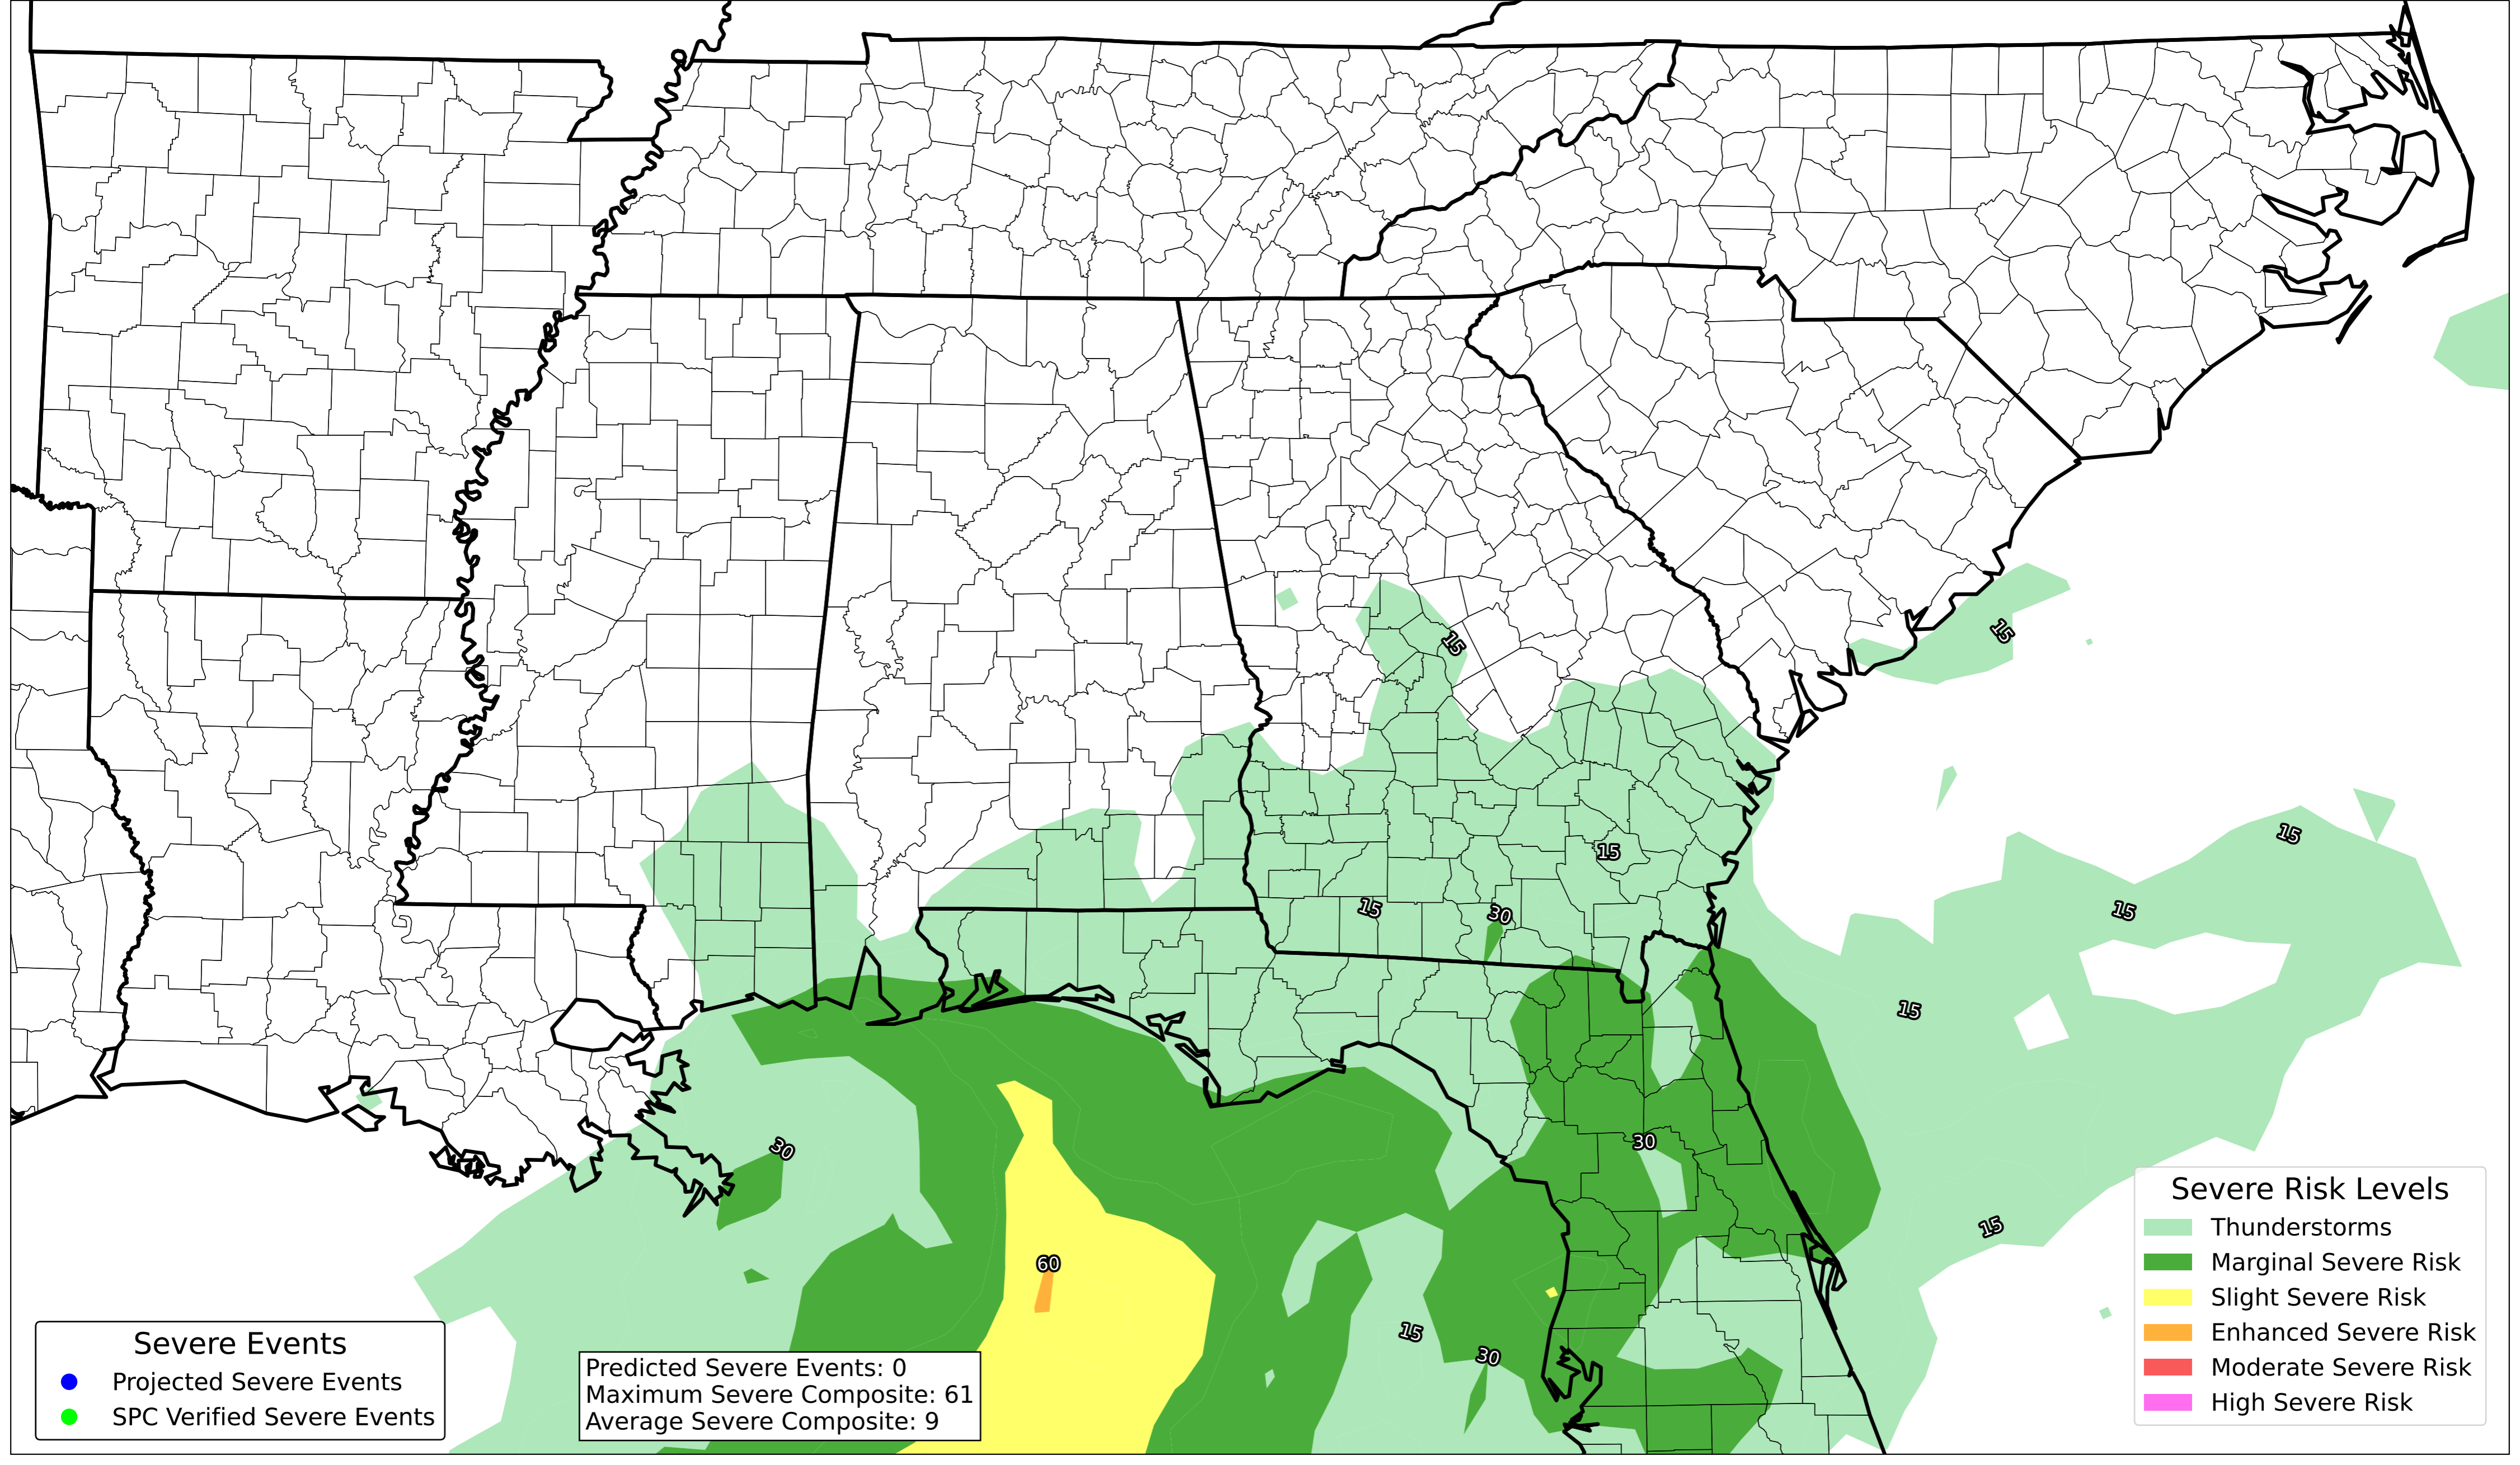 15
15
15
15
15
15
30
15
30
30
15
60
15
30
Severe Events
Projected Severe Events
SPC Verified Severe Events
Predicted Severe Events: 0
Maximum Severe Composite: 61
Average Severe Composite: 9
Severe Risk Levels
Thunderstorms
Marginal Severe Risk
Slight Severe Risk
Enhanced Severe Risk
Moderate Severe Risk
High Severe Risk